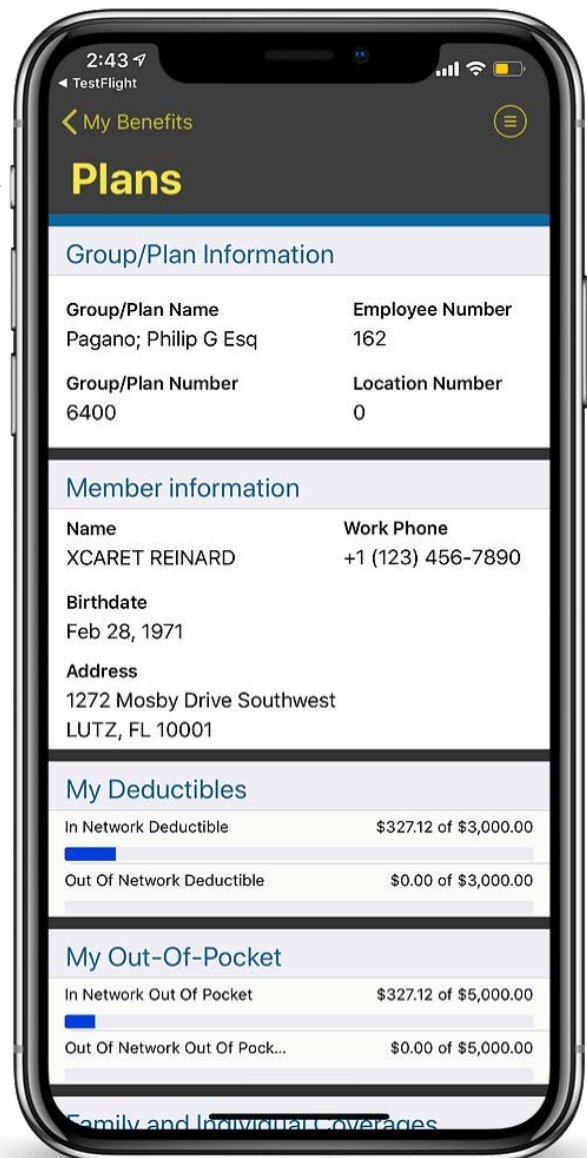 2:43
◀ TestFlight
My Benefits
Plans
Group/Plan Information
Group/Plan Name Employee Number
Pagano; Philip G Esq 162
Group/Plan Number Location Number
6400 0
Member information
Name Work Phone
XCARET REINARD +1 (123) 456-7890
Birthdate
Feb 28, 1971
Address
1272 Mosby Drive Southwest
LUTZ, FL 10001
My Deductibles
In Network Deductible $327.12 of $3,000.00
Out Of Network Deductible $0.00 of $3,000.00
My Out-Of-Pocket
In Network Out Of Pocket $327.12 of $5,000.00
Out Of Network Out Of Pock... $0.00 of $5,000.00
Family and Individual Coverages